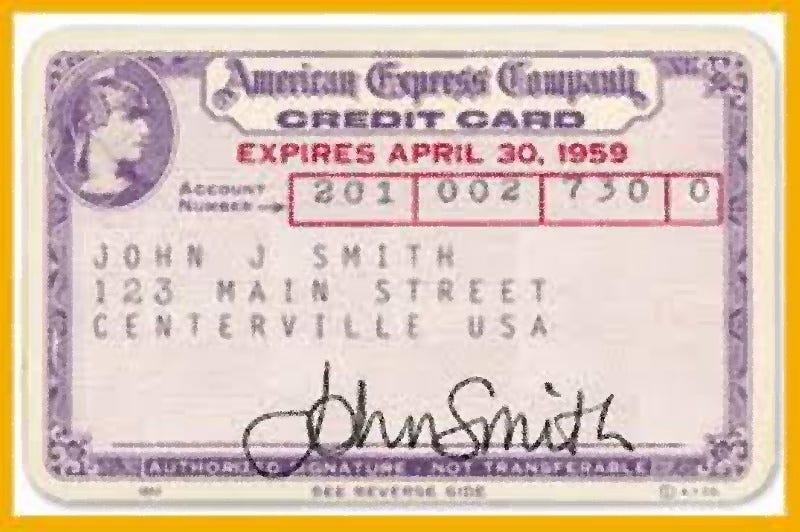 American Express Company
CREDIT CARD
EXPIRES APRIL 30, 1959
ACCOUNT NUMBER → 201 002 730 0
JOHN J SMITH
123 MAIN STREET
CENTERVILLE USA
John Smith
AUTHORIZED SIGNATURE NOT TRANSFERABLE
SEE REVERSE SIDE